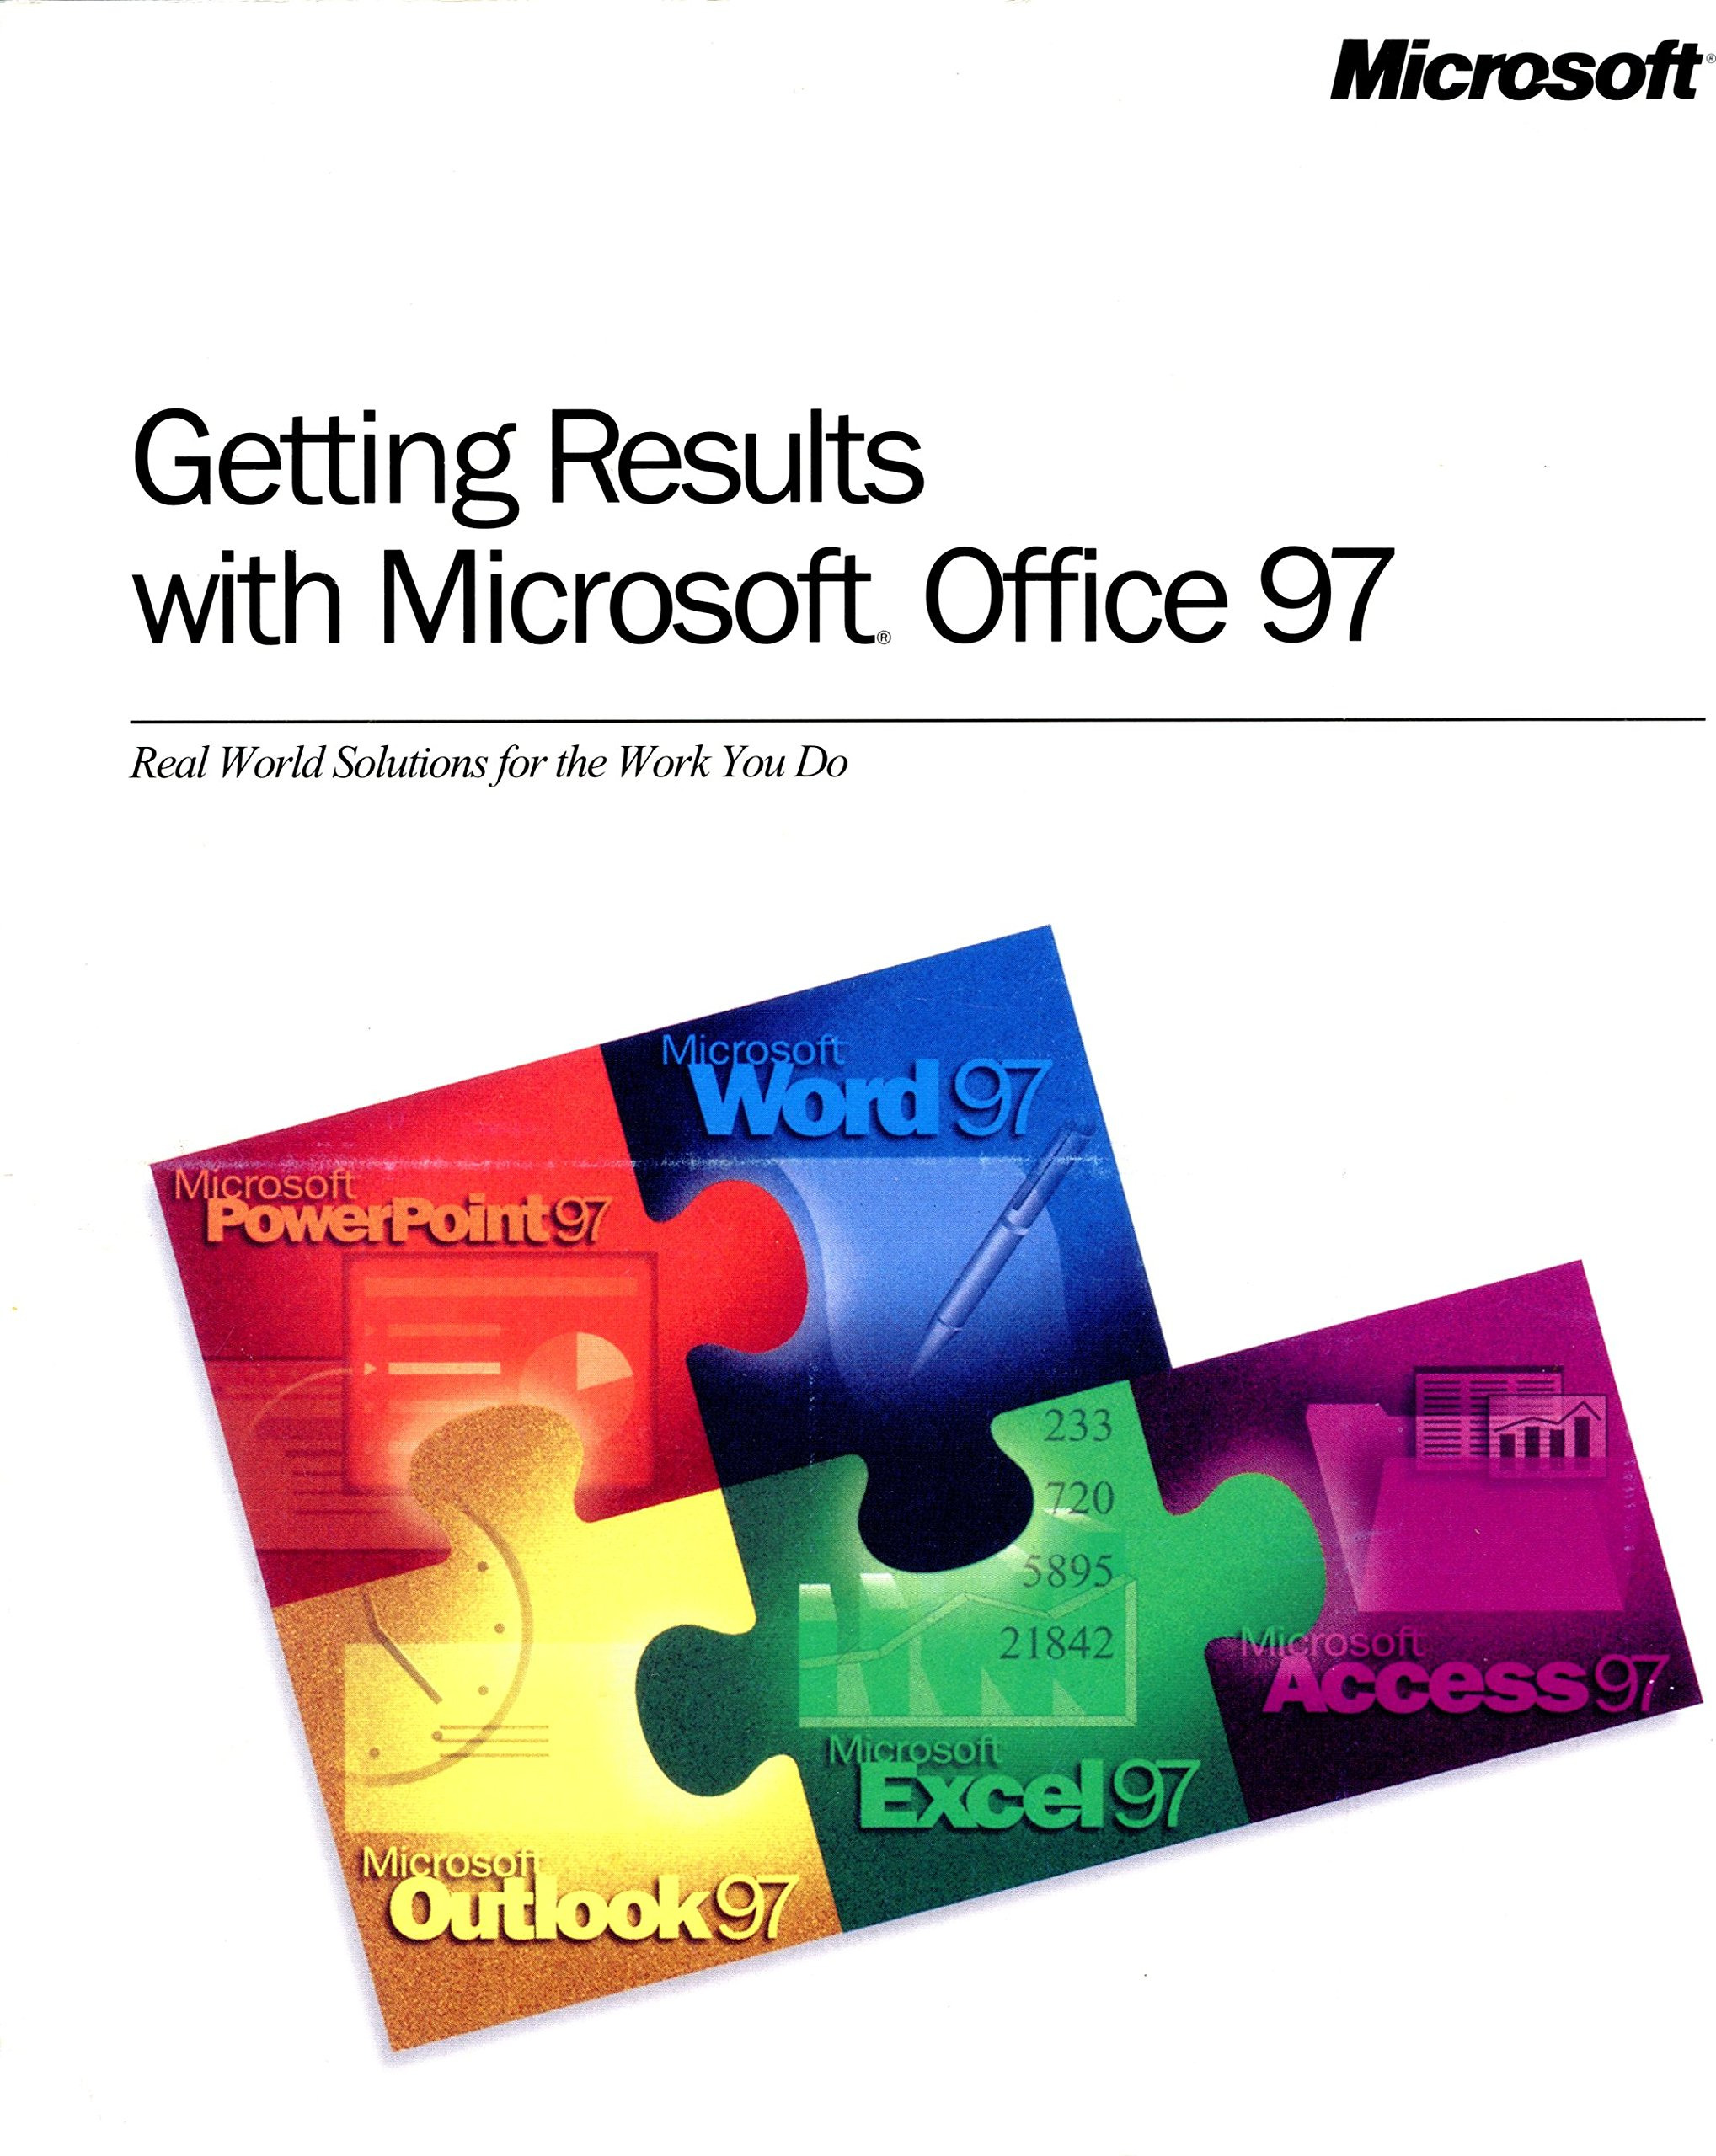 Microsoft®
Getting Results
with Microsoft® Office 97
Real World Solutions for the Work You Do
Microsoft
Word 97
Microsoft
PowerPoint 97
233
720
5895
21842
Microsoft
Access 97
Microsoft
Excel 97
Microsoft
Outlook 97